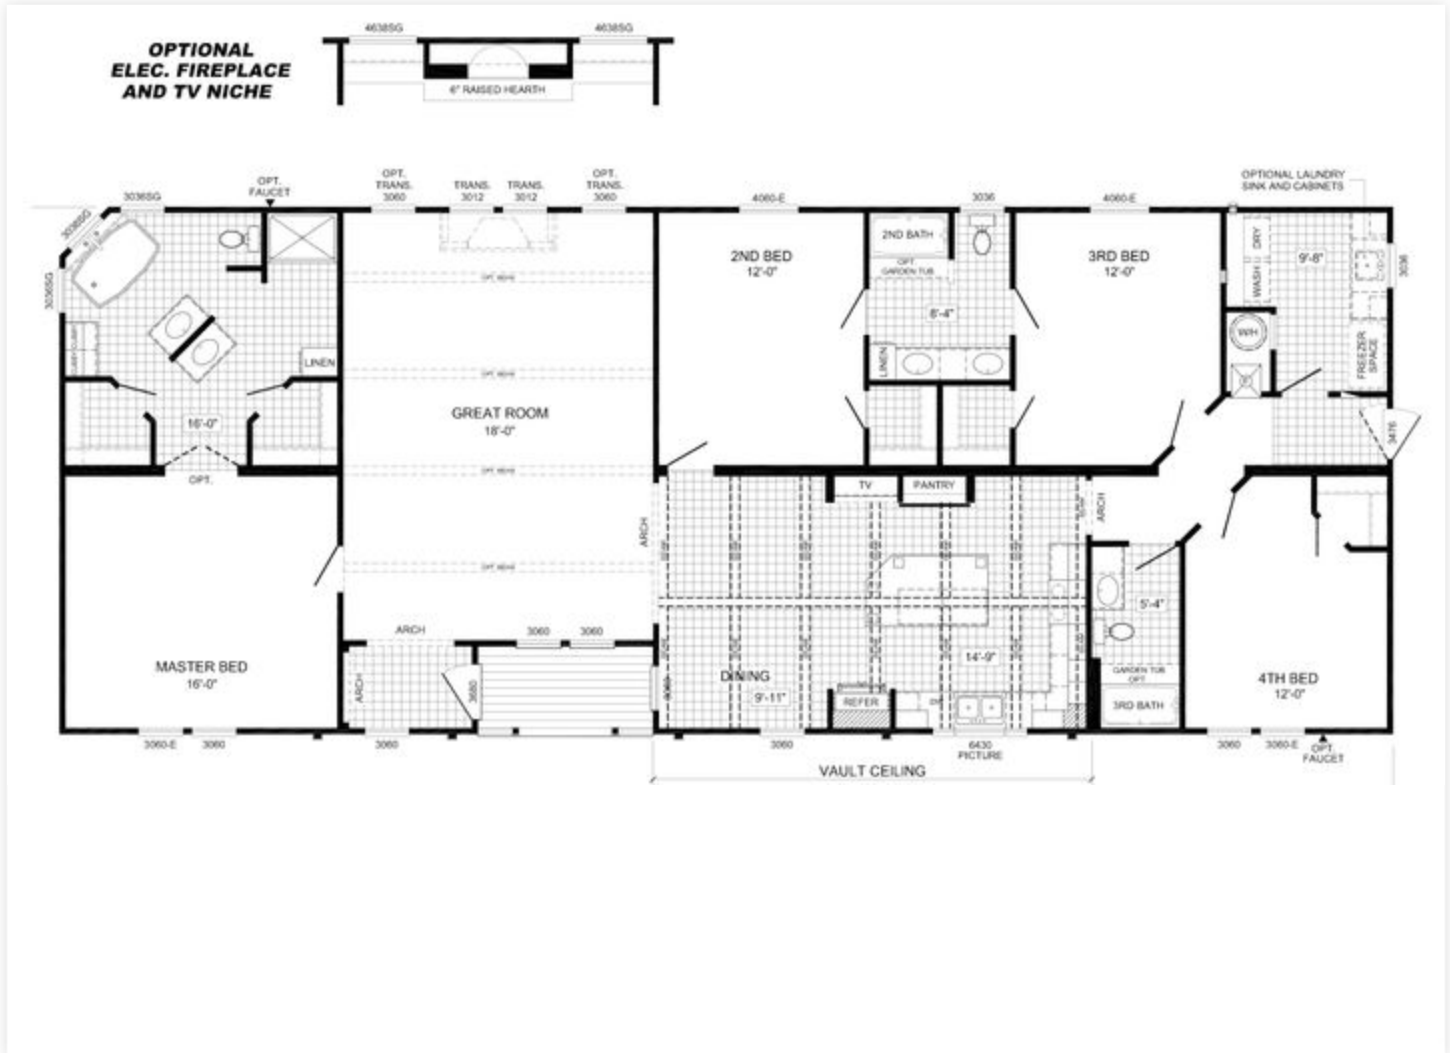 4638SG
4638SG
OPTIONAL
ELEC. FIREPLACE
AND TV NICHE
6" RAISED HEARTH
3036SG
OPT.
FAUCET
OPT.
TRANS.
3060
TRANS.
3012
TRANS.
3012
OPT.
TRANS.
3060
4060-E
3036
4060-E
OPTIONAL LAUNDRY
SINK AND CABINETS
3036SG
3036SG
2ND BED
12'-0"
2ND BATH
OPT.
GARDEN TUB
3RD BED
12'-0"
DRY
WASH
9'-8"
3036
8'-4"
W/H
LINEN
LINEN
FREEZER
SPACE
GREAT ROOM
18'-0"
16'-0"
OPT.
3476
TV
PANTRY
ARCH
ARCH
5'-4"
ARCH
3060
3060
MASTER BED
16'-0"
ARCH
3080
DINING
9'-11"
14'-9"
REFER
GARDEN TUB
OPT
3RD BATH
4TH BED
12'-0"
3060-E
3060
3060
3060
6430
PICTURE
3060
3060-E
OPT.
FAUCET
VAULT CEILING